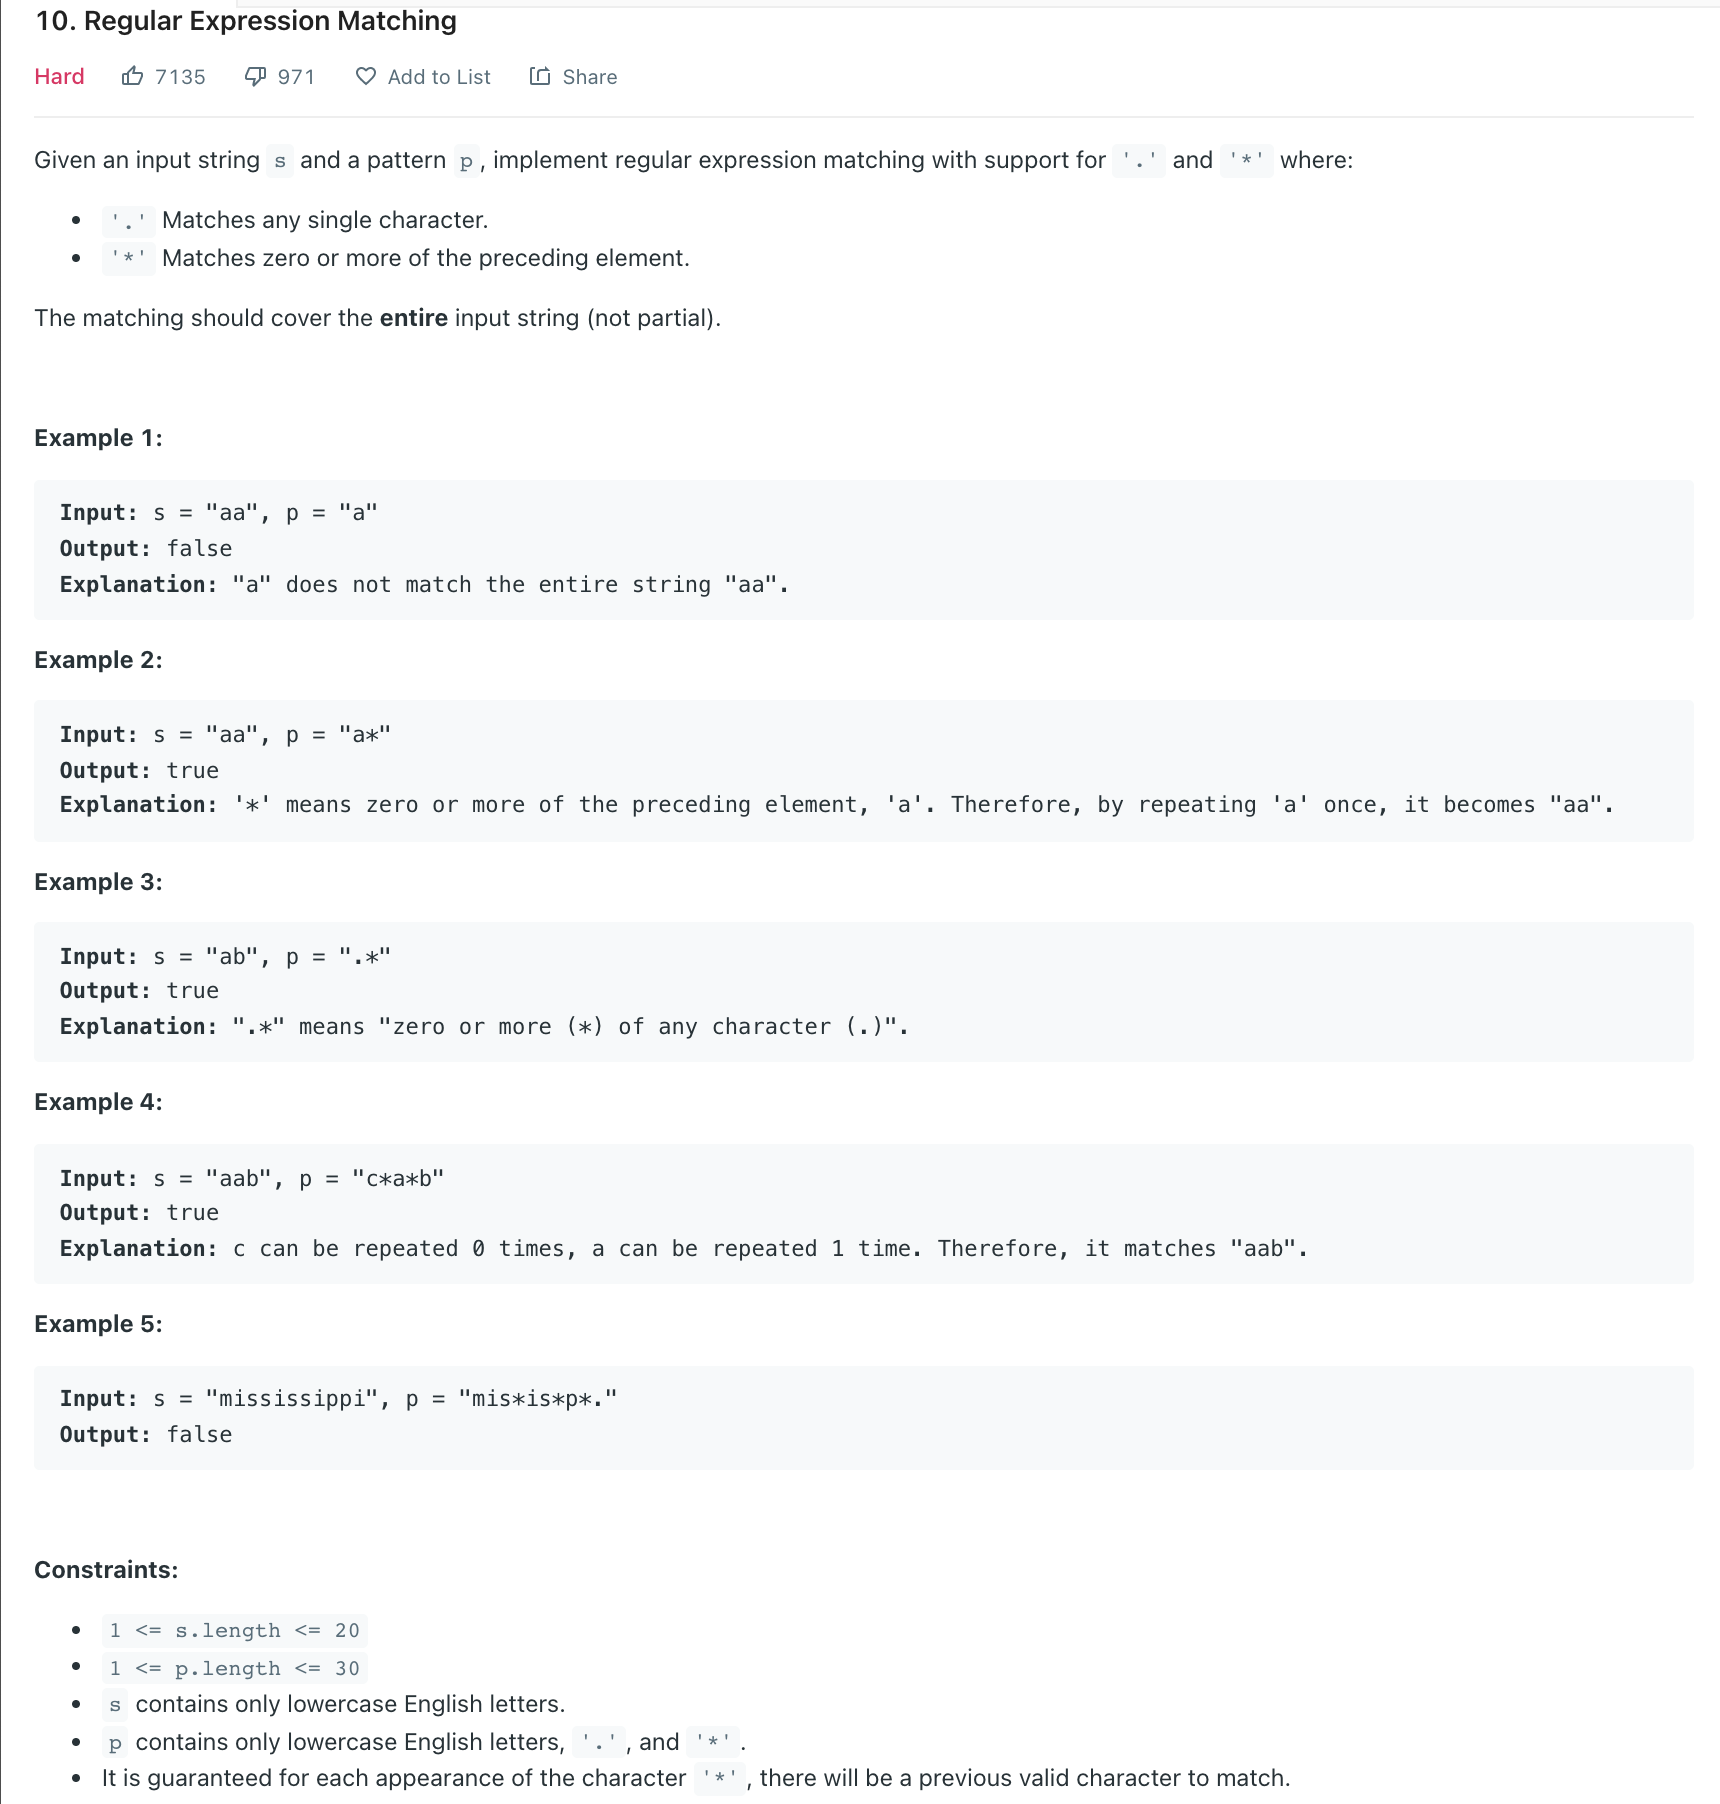 10. Regular Expression Matching
Hard 7135 971 Add to List Share
Given an input string s and a pattern p, implement regular expression matching with support for '.' and '*' where:
• '.' Matches any single character.
• '*' Matches zero or more of the preceding element.
The matching should cover the entire input string (not partial).
Example 1:
Input: s = "aa", p = "a"
Output: false
Explanation: "a" does not match the entire string "aa".
Example 2:
Input: s = "aa", p = "a*"
Output: true
Explanation: '*' means zero or more of the preceding element, 'a'. Therefore, by repeating 'a' once, it becomes "aa".
Example 3:
Input: s = "ab", p = ".*"
Output: true
Explanation: ".*" means "zero or more (*) of any character (.)".
Example 4:
Input: s = "aab", p = "c*a*b"
Output: true
Explanation: c can be repeated 0 times, a can be repeated 1 time. Therefore, it matches "aab".
Example 5:
Input: s = "mississippi", p = "mis*is*p*."
Output: false
Constraints:
• 1 <= s.length <= 20
• 1 <= p.length <= 30
• s contains only lowercase English letters.
• p contains only lowercase English letters, '.', and '*'.
• It is guaranteed for each appearance of the character '*', there will be a previous valid character to match.